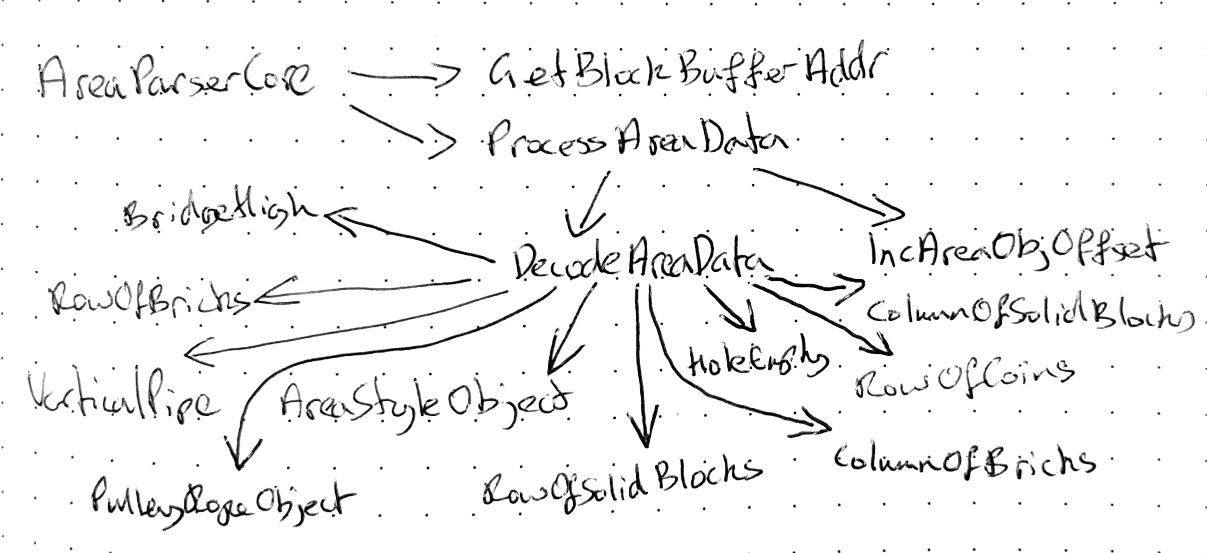 AreaParserCore
GetBlockBufferAddr
ProcessAreaData
BridgeHigh
DecodeAreaData
IncAreaObjOffset
RowOfBricks
ColumnOfSolidBlocks
VerticalPipe
AreaStyleObject
HoleEmpty
RowOfCoins
PulleyRopeObject
RowOfSolidBlocks
ColumnOfBricks